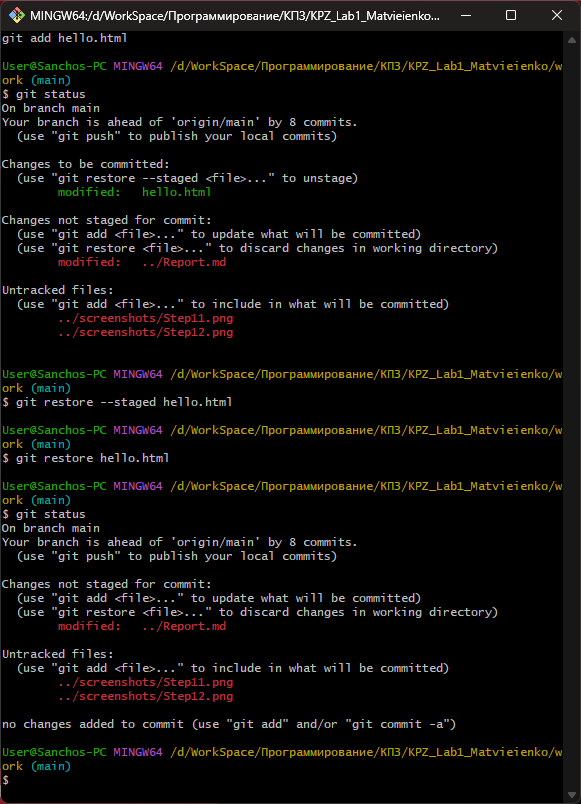 MINGW64:/d/WorkSpace/Программирование/КПЗ/KPZ_Lab1_Matvieienko...
git add hello.html
User@Sanchos-PC MINGW64 /d/WorkSpace/Программирование/КПЗ/KPZ_Lab1_Matvieienko/w
ork (main)
$ git status
On branch main
Your branch is ahead of 'origin/main' by 8 commits.
  (use "git push" to publish your local commits)
Changes to be committed:
  (use "git restore --staged <file>..." to unstage)
        modified:   hello.html
Changes not staged for commit:
  (use "git add <file>..." to update what will be committed)
  (use "git restore <file>..." to discard changes in working directory)
        modified:   ../Report.md
Untracked files:
  (use "git add <file>..." to include in what will be committed)
        ../screenshots/Step11.png
        ../screenshots/Step12.png
User@Sanchos-PC MINGW64 /d/WorkSpace/Программирование/КПЗ/KPZ_Lab1_Matvieienko/w
ork (main)
$ git restore --staged hello.html
User@Sanchos-PC MINGW64 /d/WorkSpace/Программирование/КПЗ/KPZ_Lab1_Matvieienko/w
ork (main)
$ git restore hello.html
User@Sanchos-PC MINGW64 /d/WorkSpace/Программирование/КПЗ/KPZ_Lab1_Matvieienko/w
ork (main)
$ git status
On branch main
Your branch is ahead of 'origin/main' by 8 commits.
  (use "git push" to publish your local commits)
Changes not staged for commit:
  (use "git add <file>..." to update what will be committed)
  (use "git restore <file>..." to discard changes in working directory)
        modified:   ../Report.md
Untracked files:
  (use "git add <file>..." to include in what will be committed)
        ../screenshots/Step11.png
        ../screenshots/Step12.png
no changes added to commit (use "git add" and/or "git commit -a")
User@Sanchos-PC MINGW64 /d/WorkSpace/Программирование/КПЗ/KPZ_Lab1_Matvieienko/w
ork (main)
$